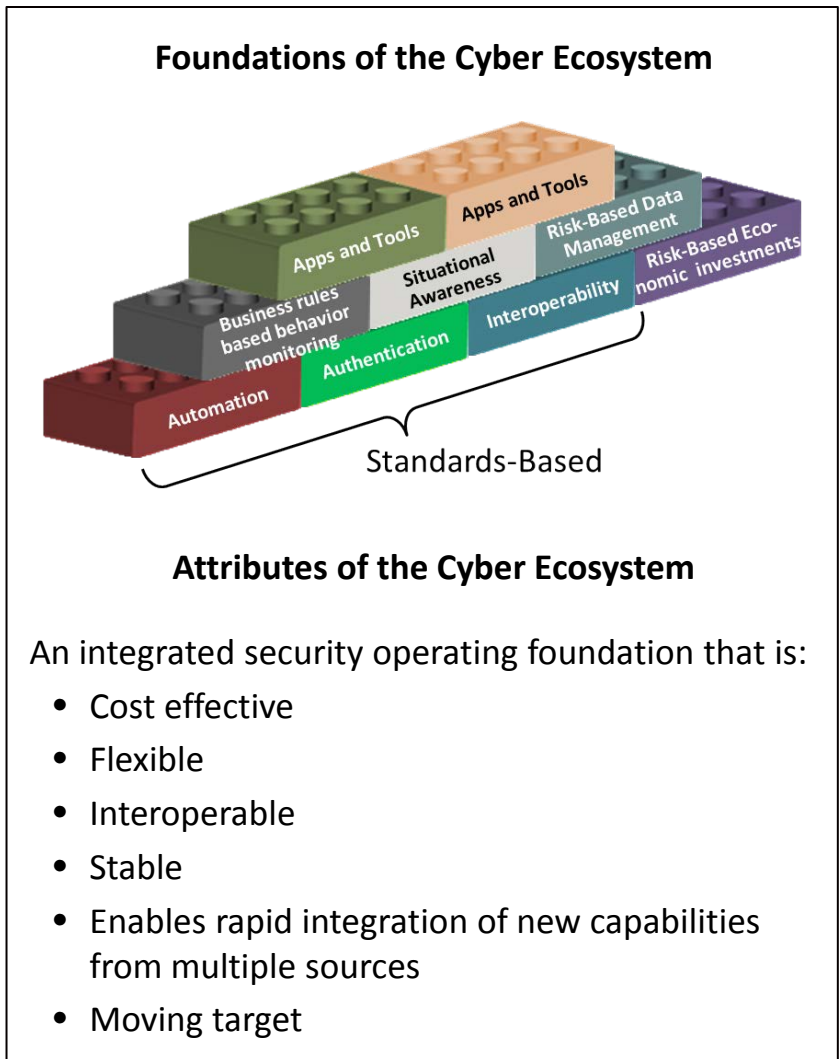 Foundations of the Cyber Ecosystem
Apps and Tools
Apps and Tools
Business rules
based behavior
monitoring
Situational
Awareness
Risk-Based Data
Management
Automation
Authentication
Interoperability
Risk-Based Eco-
nomic investments
Standards-Based
Attributes of the Cyber Ecosystem
An integrated security operating foundation that is:
• Cost effective
• Flexible
• Interoperable
• Stable
• Enables rapid integration of new capabilities
from multiple sources
• Moving target